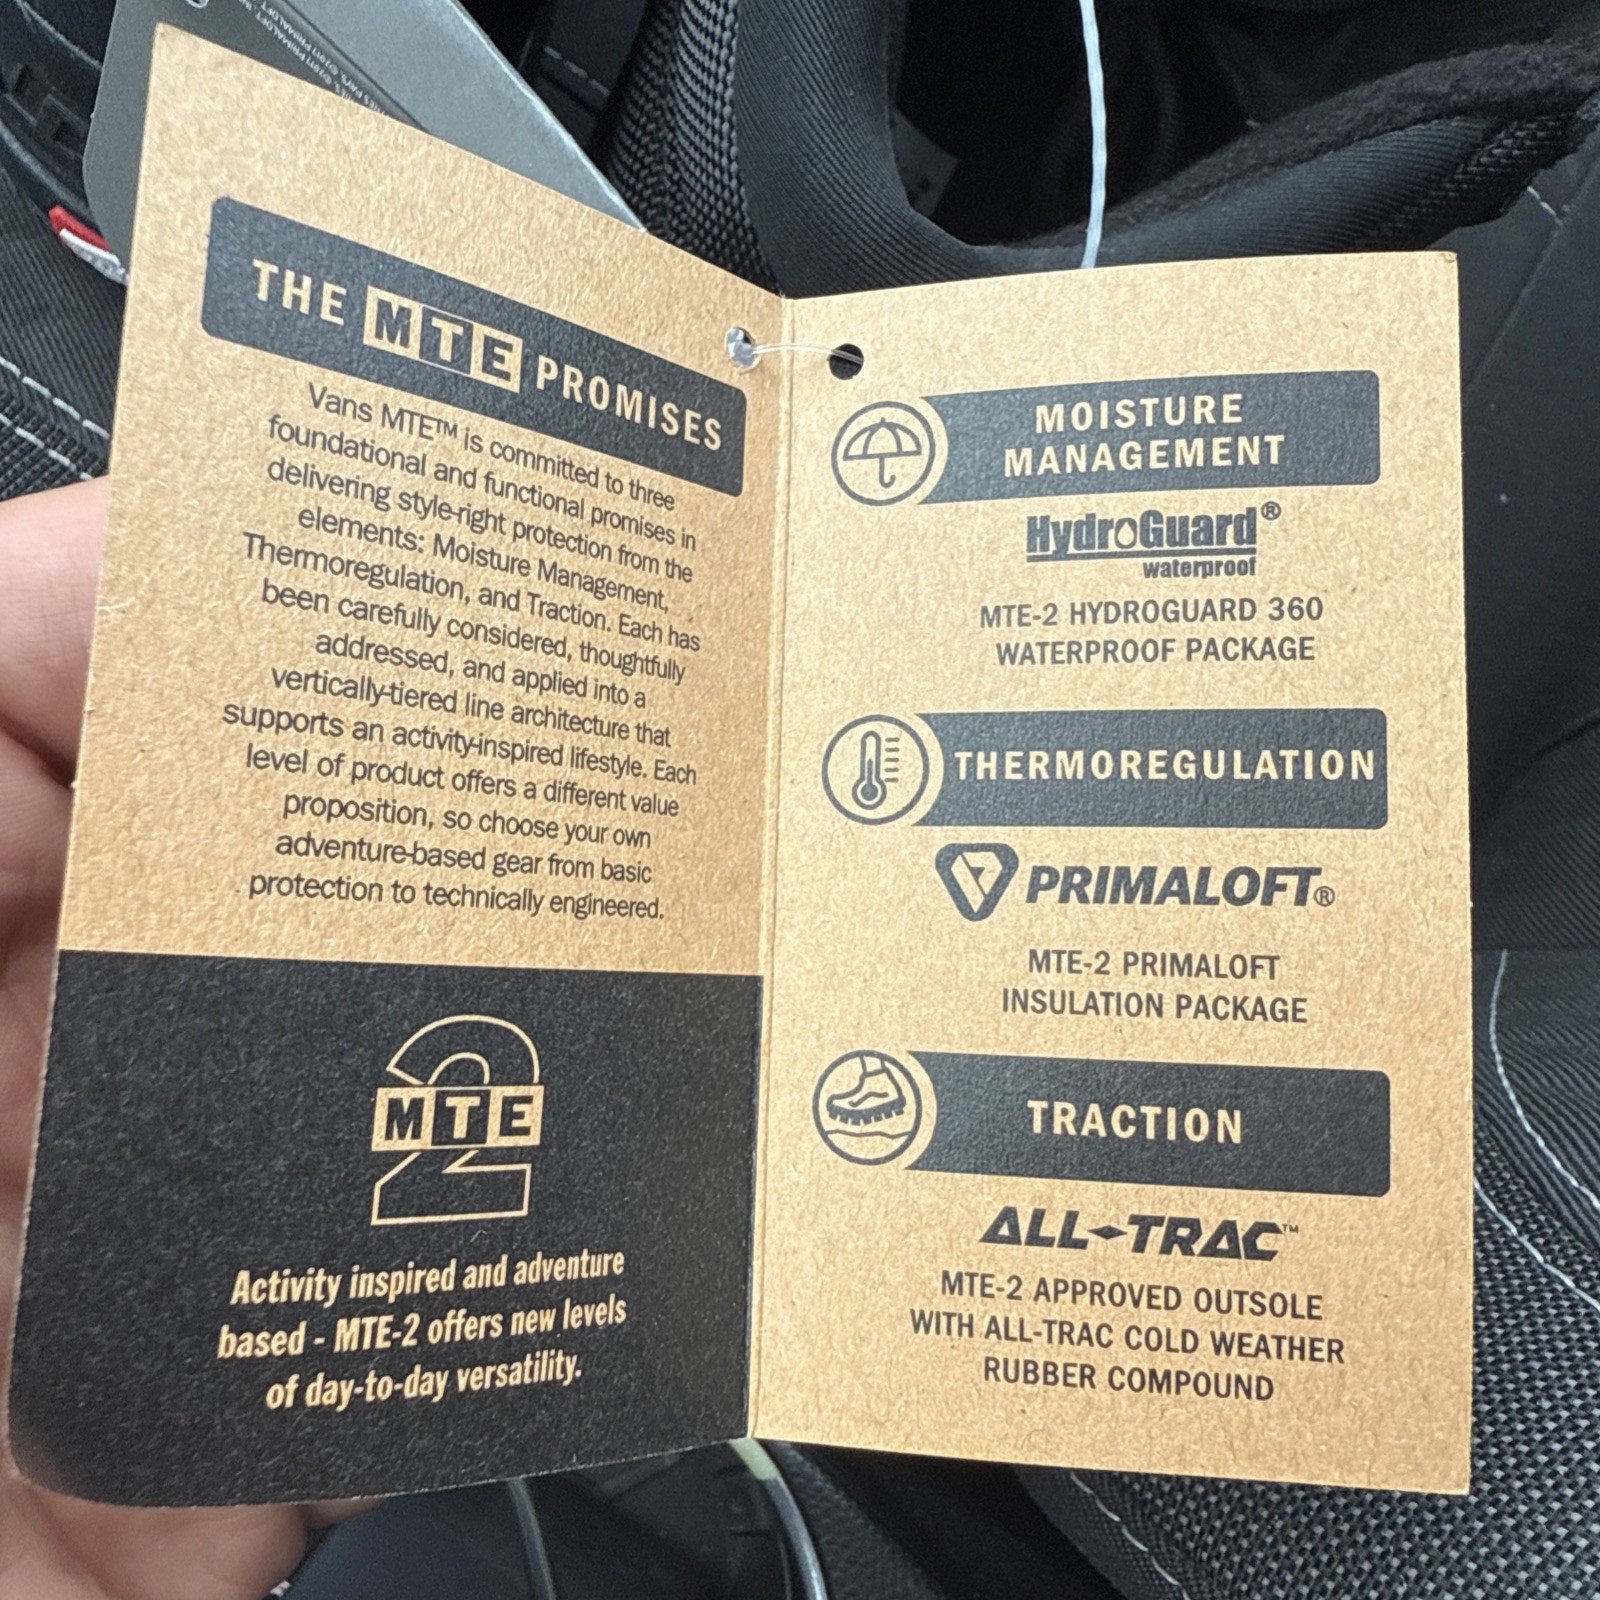 THE MTE PROMISES
Vans MTE™ is committed to three
foundational and functional promises in
delivering style-right protection from the
elements: Moisture Management,
Thermoregulation, and Traction. Each has
been carefully considered, thoughtfully
addressed, and applied into a
vertically-tiered line architecture that
supports an activity-inspired lifestyle. Each
level of product offers a different value
proposition, so choose your own
adventure-based gear from basic
protection to technically engineered.
2
MTE
Activity inspired and adventure
based - MTE-2 offers new levels
of day-to-day versatility.
MOISTURE
MANAGEMENT
HydroGuard®
waterproof
MTE-2 HYDROGUARD 360
WATERPROOF PACKAGE
THERMOREGULATION
PRIMALOFT®
MTE-2 PRIMALOFT
INSULATION PACKAGE
TRACTION
ALL-TRAC™
MTE-2 APPROVED OUTSOLE
WITH ALL-TRAC COLD WEATHER
RUBBER COMPOUND